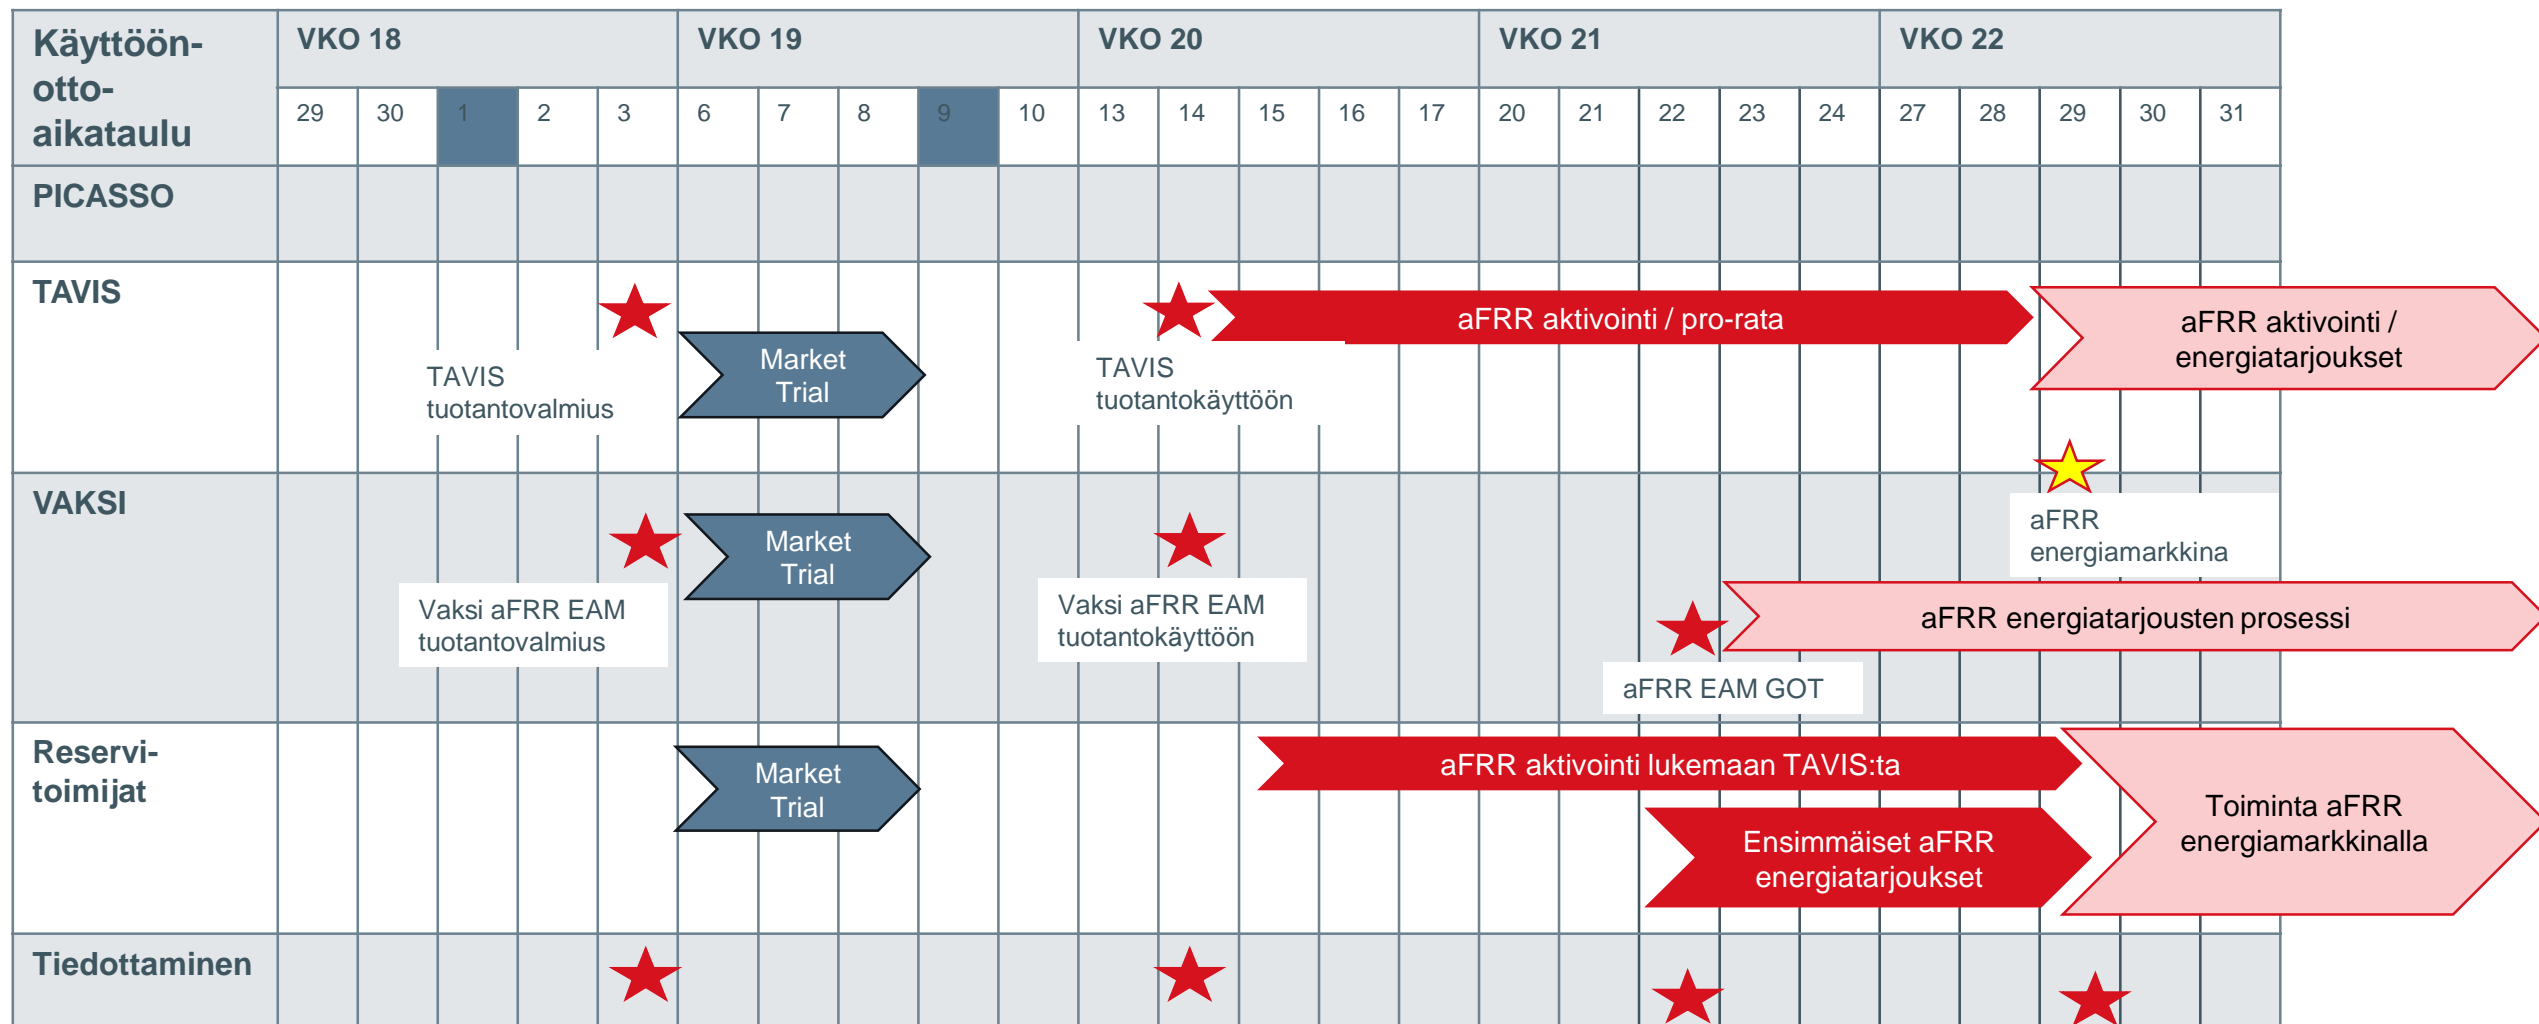 Käyttöön-
otto-
aikataulu
VKO 18
VKO 19
VKO 20
VKO 21
VKO 22
29 30 1 2 3 6 7 8 9 10 13 14 15 16 17 20 21 22 23 24 27 28 29 30 31
PICASSO
TAVIS
TAVIS
tuotantovalmius
Market
Trial
TAVIS
tuotantokäyttöön
aFRR aktivointi / pro-rata
aFRR aktivointi /
energiatarjoukset
VAKSI
Vaksi aFRR EAM
tuotantovalmius
Market
Trial
Vaksi aFRR EAM
tuotantokäyttöön
aFRR
energiamarkkina
aFRR energiatarjousten prosessi
aFRR EAM GOT
Reservi-
toimijat
Market
Trial
aFRR aktivointi lukemaan TAVIS:ta
Ensimmäiset aFRR
energiatarjoukset
Toiminta aFRR
energiamarkkinalla
Tiedottaminen